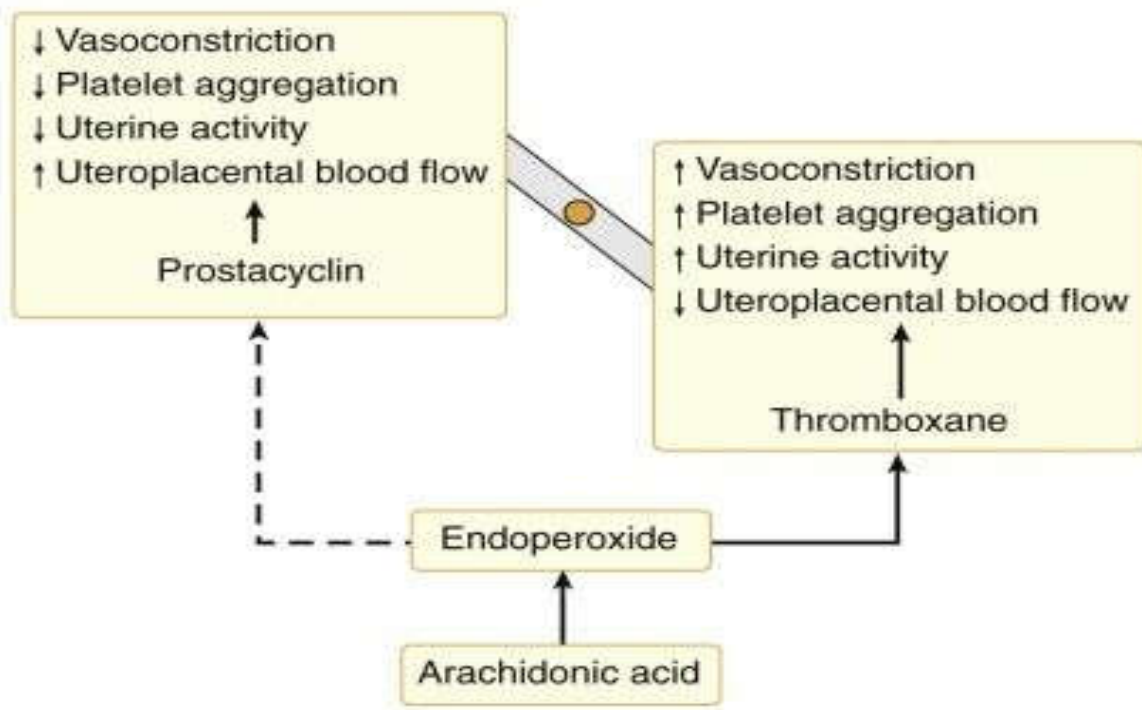 ↓ Vasoconstriction
↓ Platelet aggregation
↓ Uterine activity
↑ Uteroplacental blood flow
Prostacyclin
↑ Vasoconstriction
↑ Platelet aggregation
↑ Uterine activity
↓ Uteroplacental blood flow
Thromboxane
Endoperoxide
Arachidonic acid